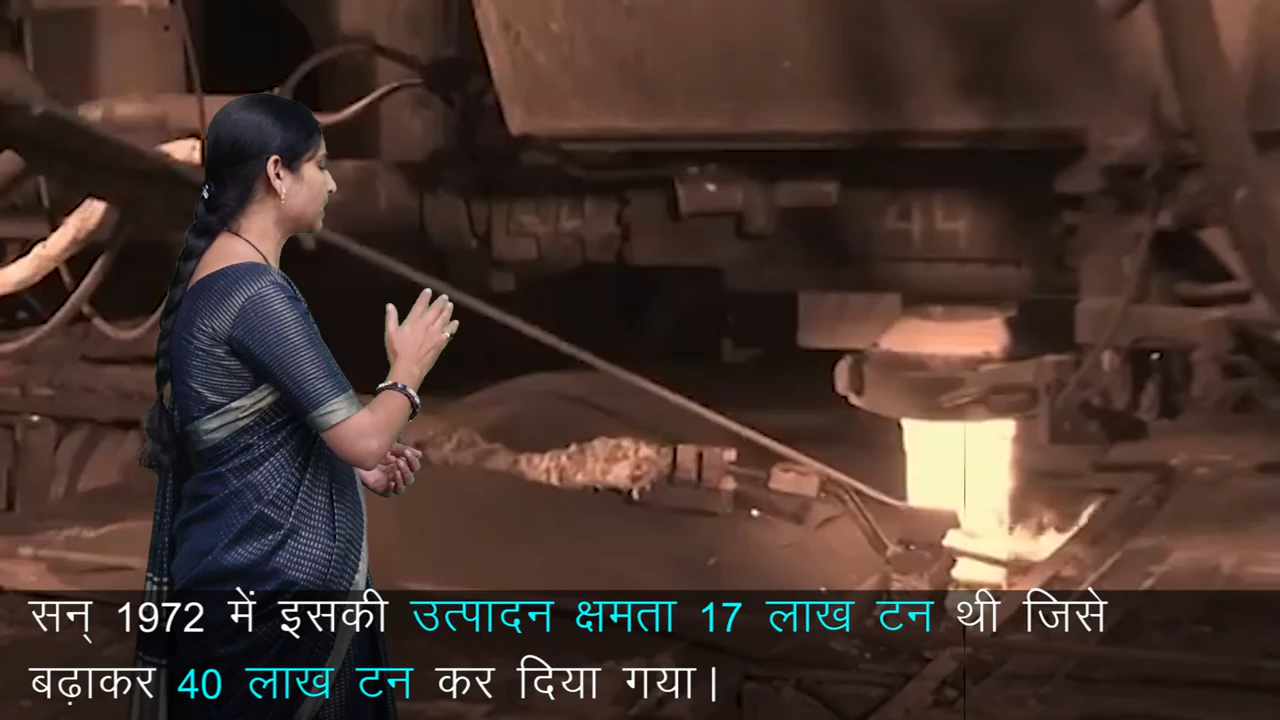 44
सन् 1972 में इसकी उत्पादन क्षमता 17 लाख टन थी जिसे
बढ़ाकर 40 लाख टन कर दिया गया।